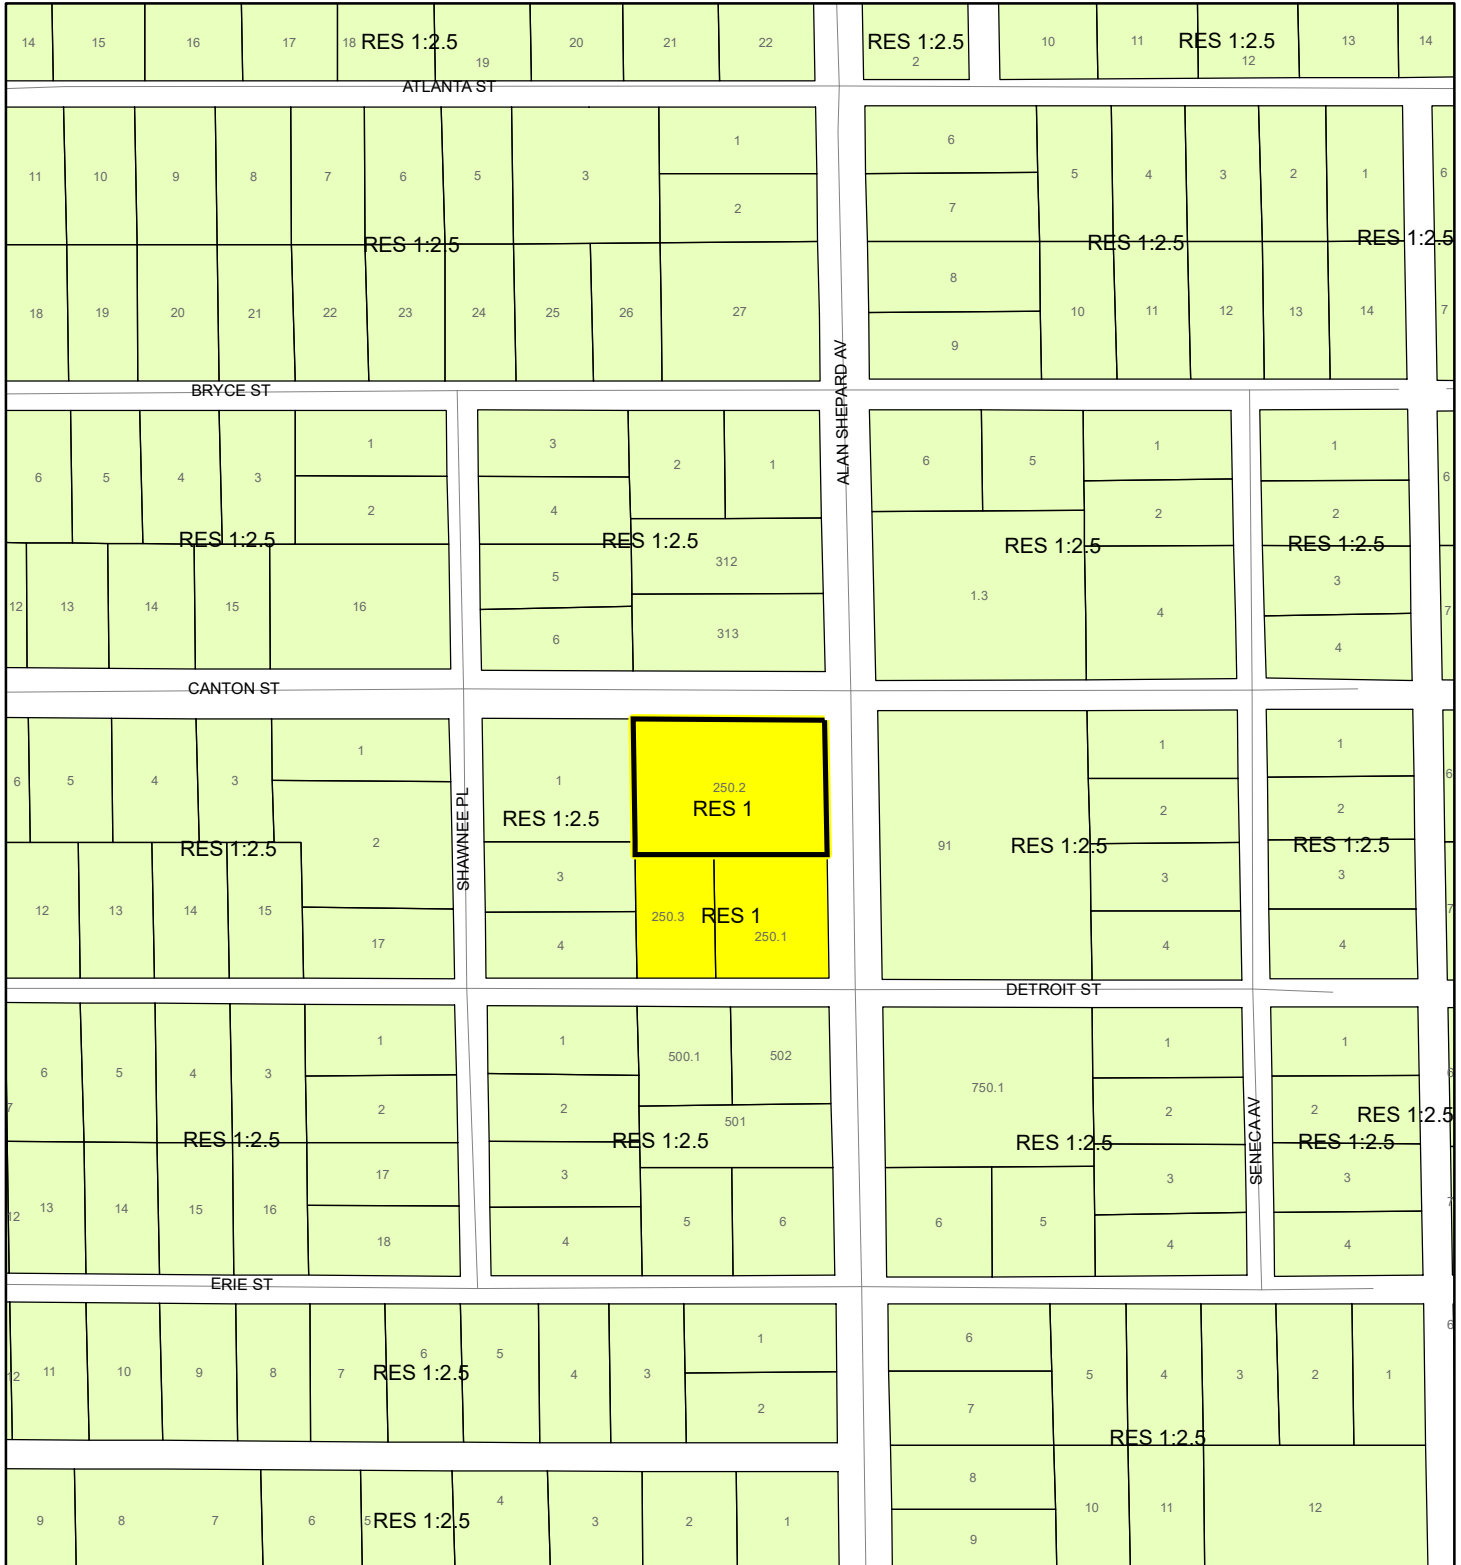 14 15 16 17 18 RES 1:2.5 19 20 21 22 RES 1:2.5 2 10 11 RES 1:2.5 12 13 14
ATLANTA ST
11 10 9 8 7 6 5 3 1 6 5 4 3 2 1 6
2 7
RES 1:2.5 RES 1:2.5 RES 1:2.5
18 19 20 21 22 23 24 25 26 27 8 10 11 12 13 14 7
9
BRYCE ST
ALAN SHEPARD AV
6 5 4 3 1 3 2 1 6 5 1 1 6
2 4 2 2
RES 1:2.5 RES 1:2.5 RES 1:2.5 RES 1:2.5
12 13 14 15 16 5 312 1.3 4 3 7
6 313 4
CANTON ST
6 5 4 3 1 1 250.2 1 1 6
RES 1:2.5 RES 1 2 2
SHAWNEE PL
RES 1:2.5 2 91 RES 1:2.5 RES 1:2.5
12 13 14 15 3 250.3 RES 1 250.1 3 3 7
17 4 4 4
DETROIT ST
6 5 4 3 1 1 500.1 502 750.1 1 1 6
7 2 2 501 2 2 RES 1:2.5
RES 1:2.5 RES 1:2.5 RES 1:2.5 RES 1:2.5
SENECA AV
12 13 14 15 16 17 3 5 6 6 5 3 3 7
18 4 4 4
ERIE ST
12 11 10 9 8 7 6 5 4 3 1 6 5 4 3 2 1 6
RES 1:2.5 2 7
RES 1:2.5
9 8 7 6 5 RES 1:2.5 4 3 2 1 8 10 11 12
9